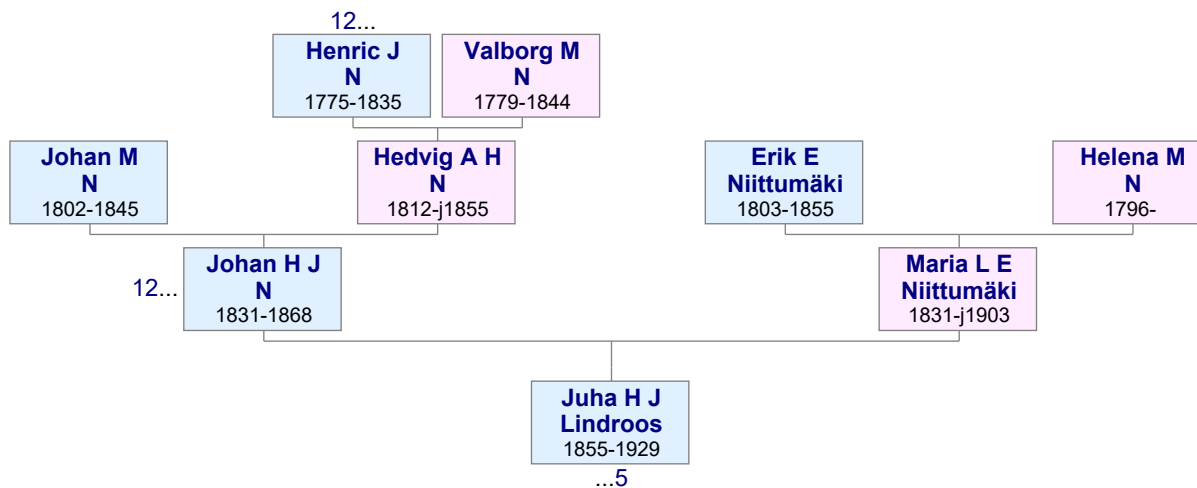 12...
Henric J
N
1775-1835
Valborg M
N
1779-1844
Johan M
N
1802-1845
Hedvig A H
N
1812-j1855
Erik E
Niittumäki
1803-1855
Helena M
N
1796-
12...
Johan H J
N
1831-1868
Maria L E
Niittumäki
1831-j1903
Juha H J
Lindroos
1855-1929
...5